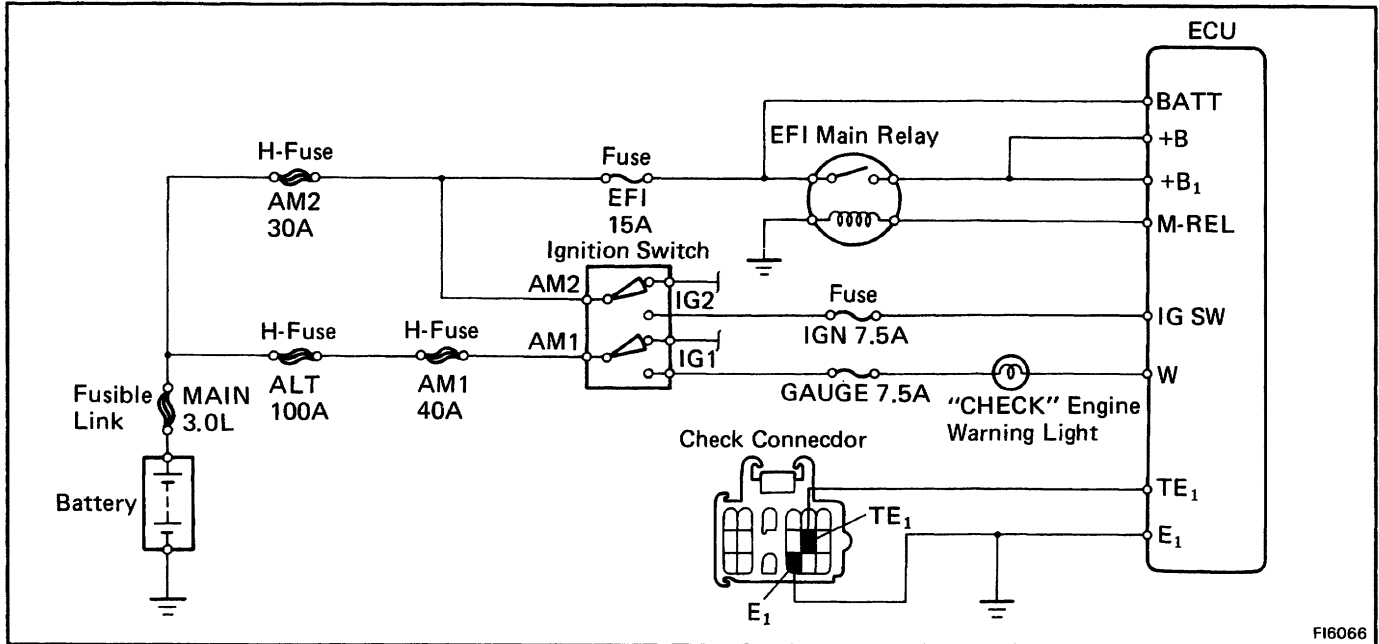 ECU
BATT
+B
+B1
M-REL
IG SW
W
TE1
E1
EFI Main Relay
H-Fuse
AM2
30A
Fuse
EFI
15A
Ignition Switch
AM2
IG2
AM1
IG1
Fuse
IGN 7.5A
H-Fuse
ALT
100A
H-Fuse
AM1
40A
GAUGE 7.5A
"CHECK" Engine
Warning Light
Fusible
Link
MAIN
3.0L
Battery
Check Connecdor
TE1
E1
FI6066